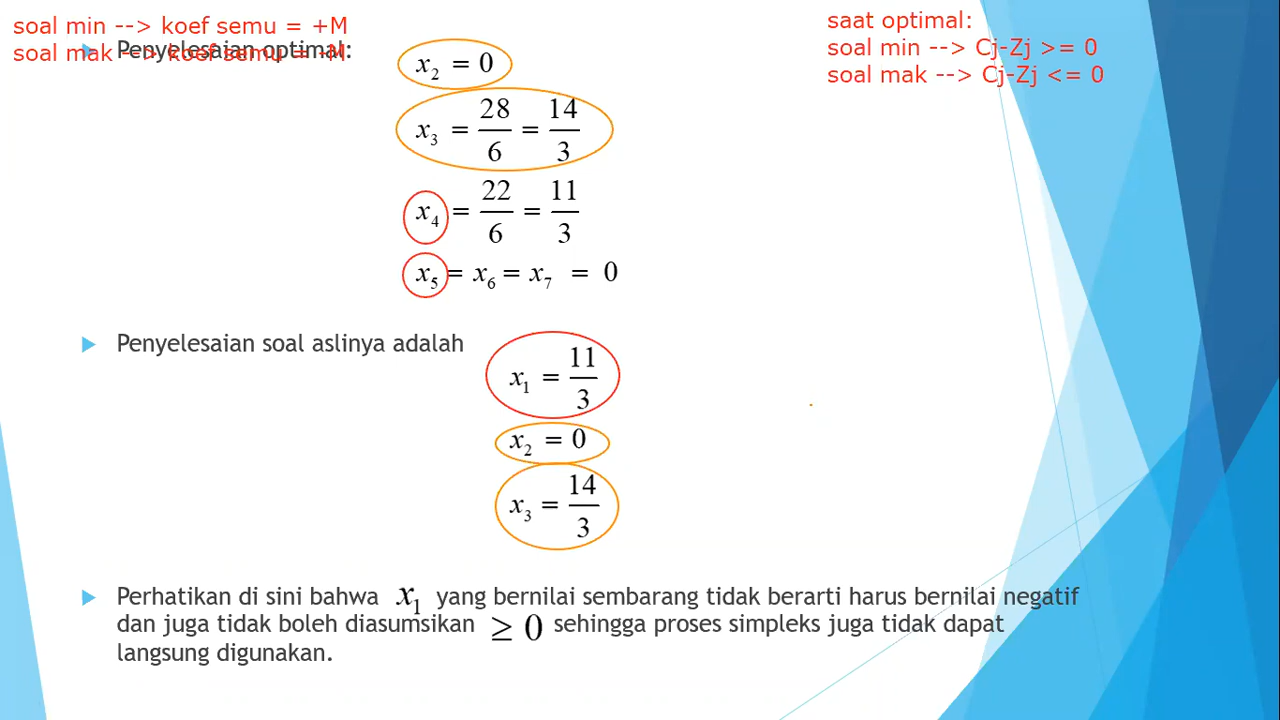 soal min --> koef semu = +M
soal mak --> koef semu = -M
saat optimal:
soal min --> Cj-Zj >= 0
soal mak --> Cj-Zj <= 0
Penyelesaian optimal:
x₂ = 0
x₃ = 28/6 = 14/3
x₄ = 22/6 = 11/3
x₅ = x₆ = x₇ = 0
Penyelesaian soal aslinya adalah
x₁ = 11/3
x₂ = 0
x₃ = 14/3
Perhatikan di sini bahwa x₁ yang bernilai sembarang tidak berarti harus bernilai negatif
dan juga tidak boleh diasumsikan ≥ 0 sehingga proses simpleks juga tidak dapat
langsung digunakan.